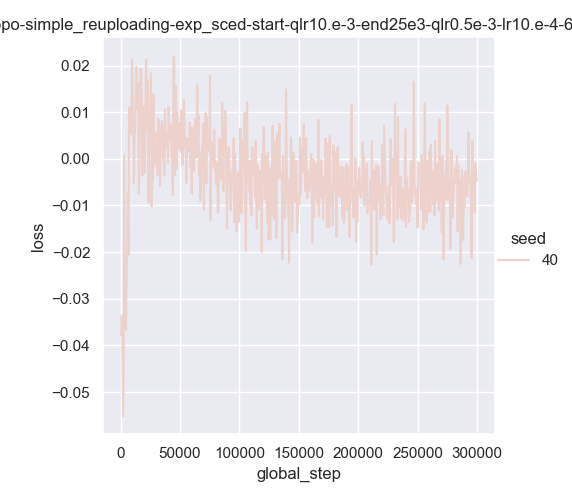 ppo-simple_reuploading-exp_sced-start-qlr10.e-3-end25e3-qlr0.5e-3-lr10.e-4-6
0.02
0.01
0.00
−0.01
−0.02
−0.03
−0.04
−0.05
loss
seed
40
0 50000 100000 150000 200000 250000 300000
global_step